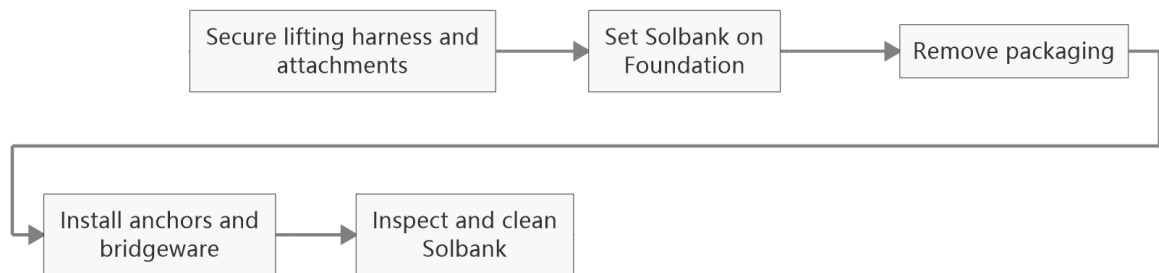 Secure lifting harness and
attachments
Set Solbank on
Foundation
Remove packaging
Install anchors and
bridgeware
Inspect and clean
Solbank